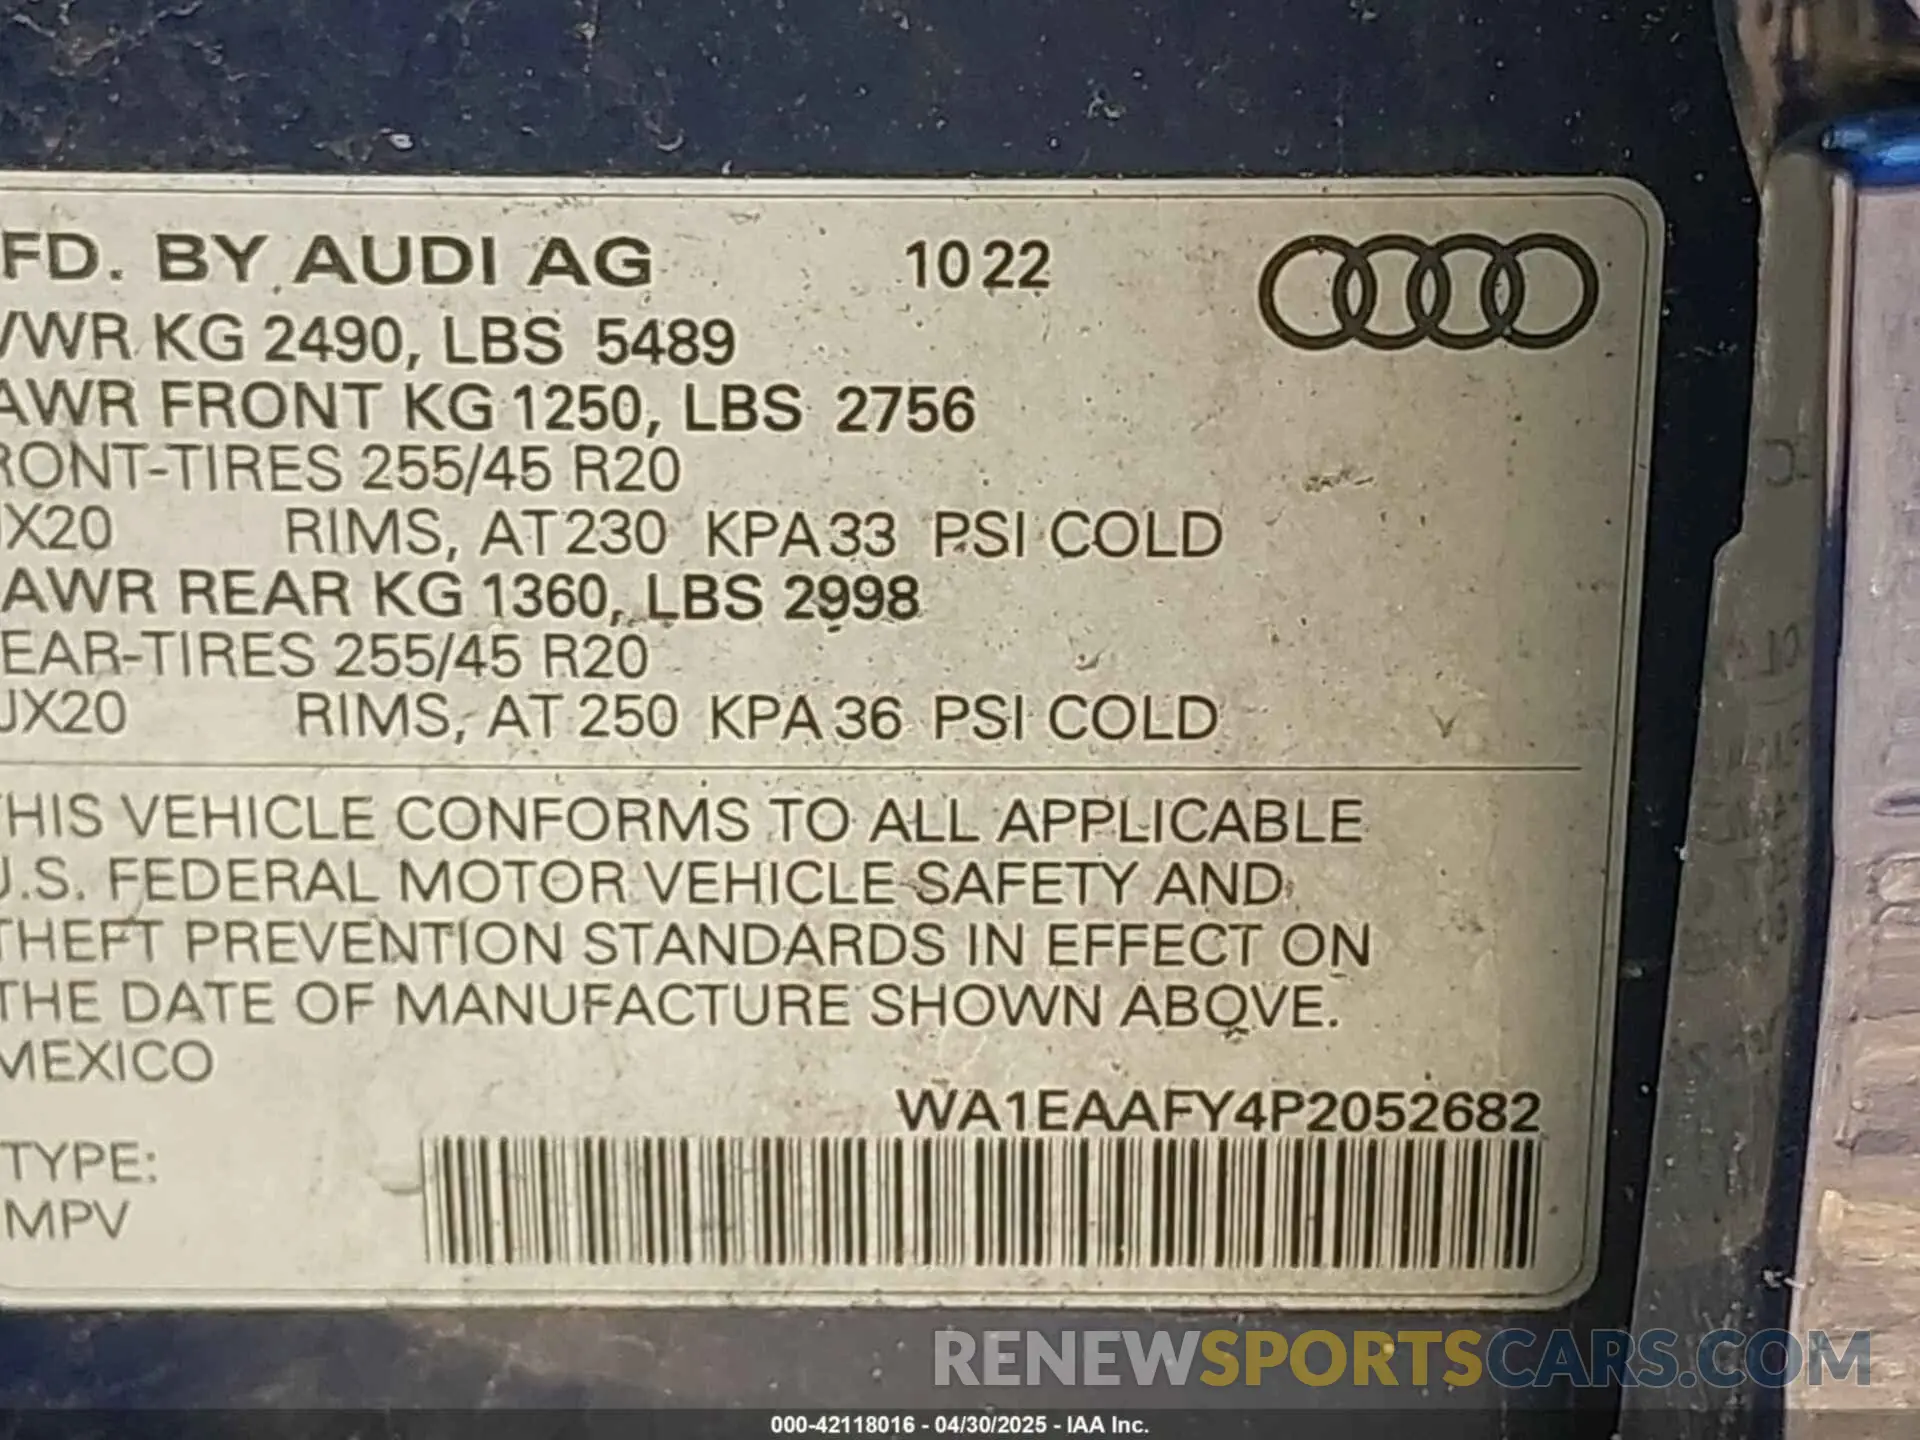 FD. BY AUDI AG 1022
VWR KG 2490, LBS 5489
AWR FRONT KG 1250, LBS 2756
RONT-TIRES 255/45 R20
JX20 RIMS, AT 230 KPA 33 PSI COLD
AWR REAR KG 1360, LBS 2998
EAR-TIRES 255/45 R20
JX20 RIMS, AT 250 KPA 36 PSI COLD
THIS VEHICLE CONFORMS TO ALL APPLICABLE
U.S. FEDERAL MOTOR VEHICLE SAFETY AND
THEFT PREVENTION STANDARDS IN EFFECT ON
THE DATE OF MANUFACTURE SHOWN ABOVE.
MEXICO
WA1EAAFY4P2052682
TYPE:
MPV
RENEWSPORTSCARS.COM
000-42118016 - 04/30/2025 - IAA Inc.